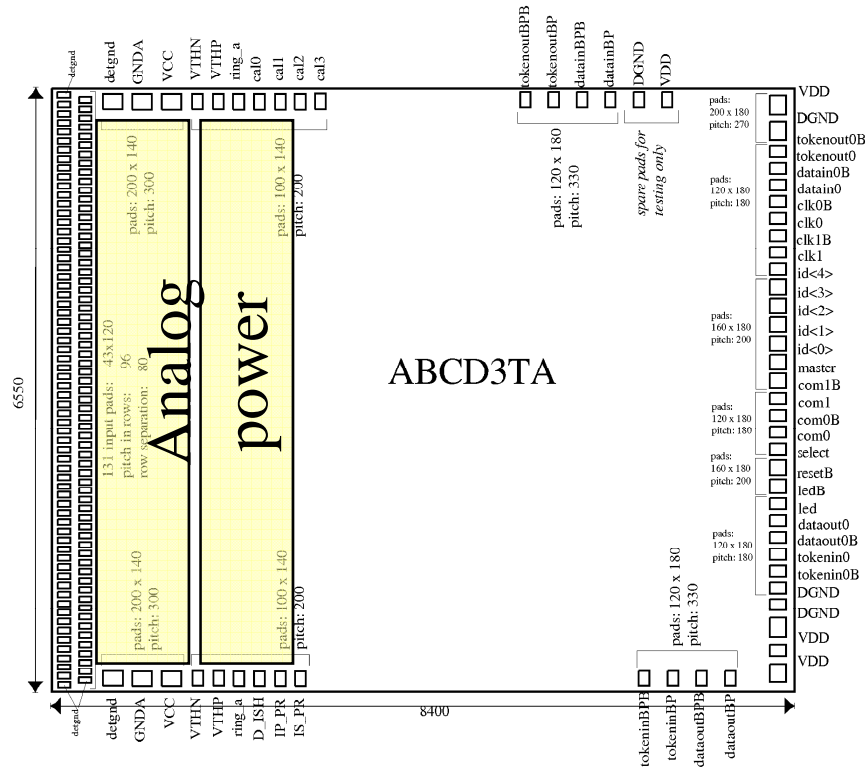 detgnd
detgnd
GNDA
VCC
VTHN
VTHP
ring_a
cal0
cal1
cal2
cal3
tokenoutBPB
tokenoutBP
datainBPB
datainBP
DGND
VDD
pads: 200 x 140
pitch: 300
pads: 100 x 140
pitch: 200
pads: 120 x 180
pitch: 330
spare pads for
testing only
pads:
200 x 180
pitch: 270
pads:
120 x 180
pitch: 180
pads:
160 x 180
pitch: 200
pads:
120 x 180
pitch: 180
pads:
160 x 180
pitch: 200
pads:
120 x 180
pitch: 180
VDD
DGND
tokenout0B
tokenout0
datain0B
datain0
clk0B
clk0
clk1B
clk1
id<4>
id<3>
id<2>
id<1>
id<0>
master
com1B
com1
com0B
com0
select
resetB
ledB
led
dataout0
dataout0B
tokenin0
tokenin0B
DGND
DGND
VDD
VDD
6550
131 input pads: 43x120
pitch in rows: 96
row separation: 80
Analog
power
ABCD3TA
pads: 200 x 140
pitch: 300
pads: 100 x 140
pitch: 200
pads: 120 x 180
pitch: 330
detgnd
detgnd
GNDA
VCC
VTHN
VTHP
ring_a
D_ISH
IP_PR
IS_PR
8400
tokeninBPB
tokeninBP
dataoutBPB
dataoutBP